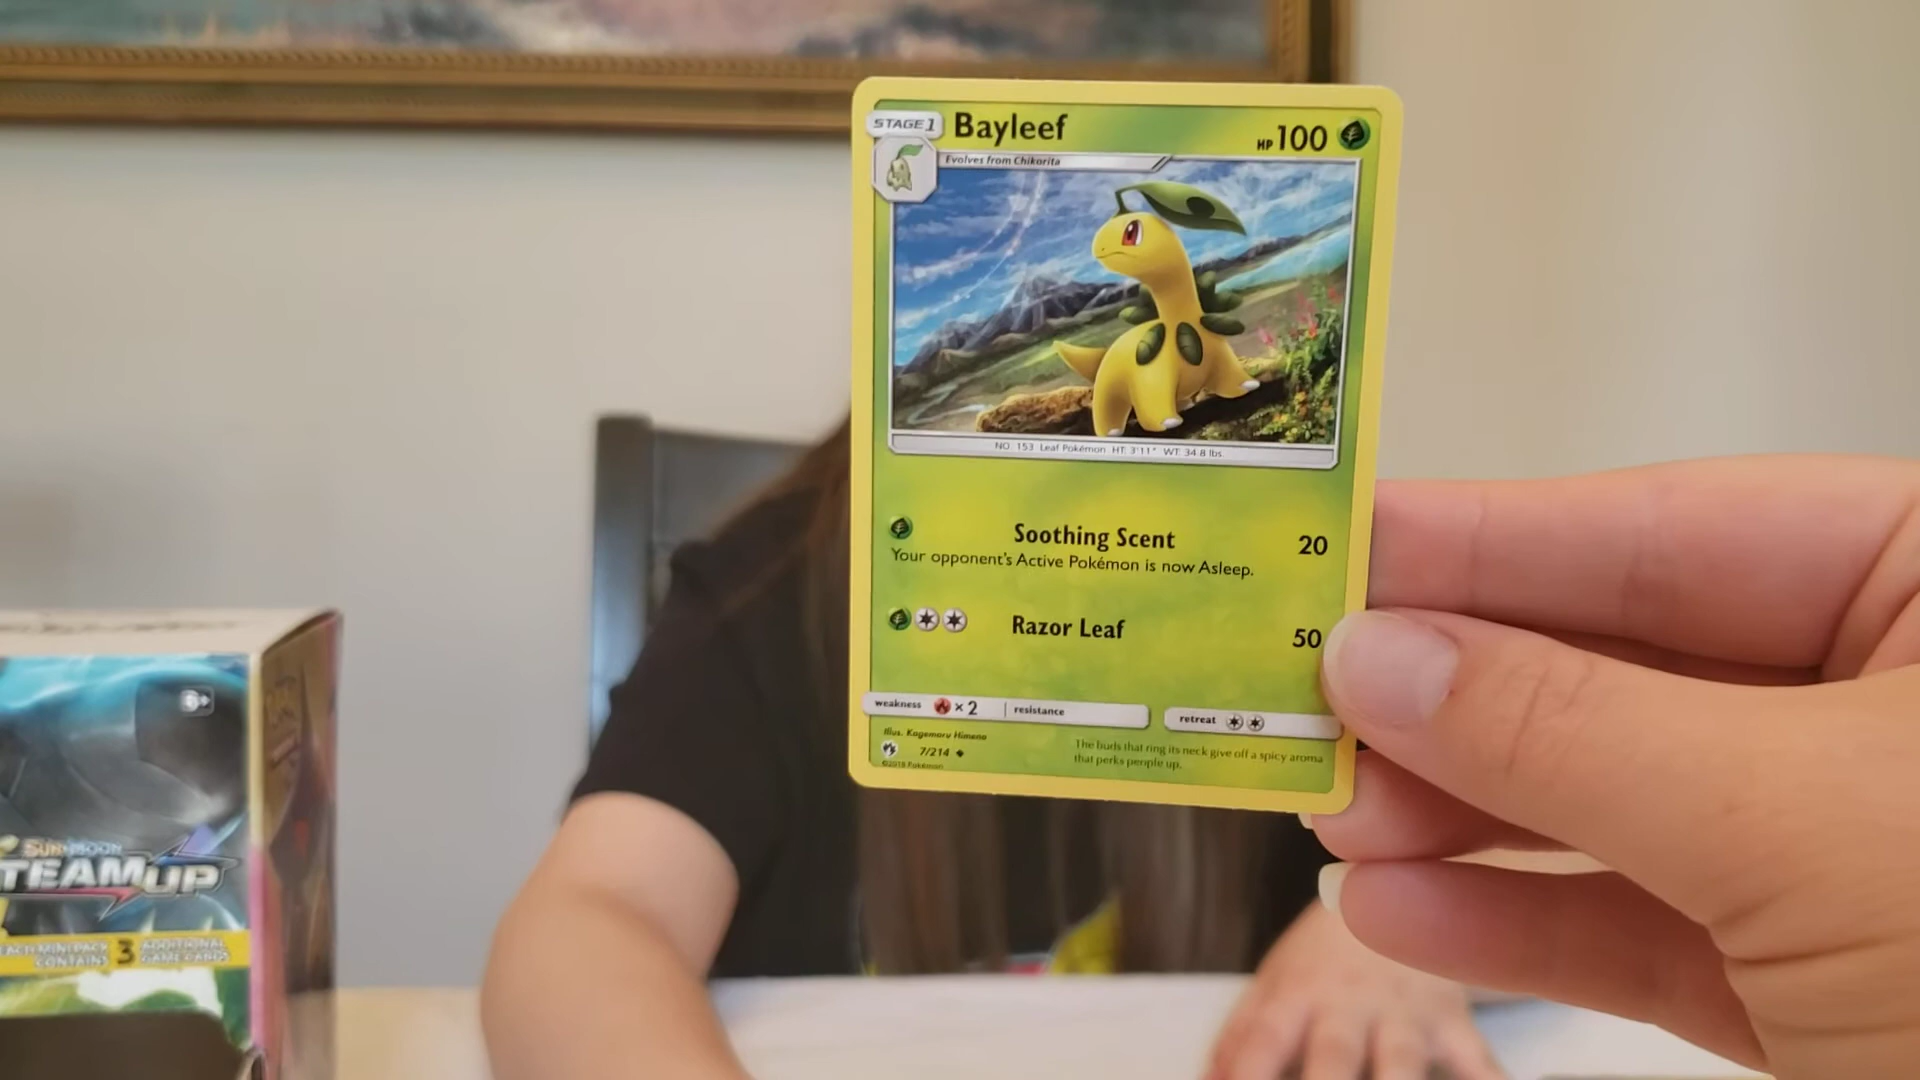 STAGE 1
Bayleef
HP 100
Evolves from Chikorita
NO. 153 Leaf Pokémon HT: 3'11" WT: 34.8 lbs.
Soothing Scent 20
Your opponent's Active Pokémon is now Asleep.
Razor Leaf 50
weakness × 2 resistance
retreat
Illus. Kagemaru Himeno
7/214
©2018 Pokémon
The buds that ring its neck give off a spicy aroma
that perks people up.
6+
SUN MOON
TEAM UP
EACH MINI PACK
CONTAINS 3 ADDITIONAL
GAME CARDS